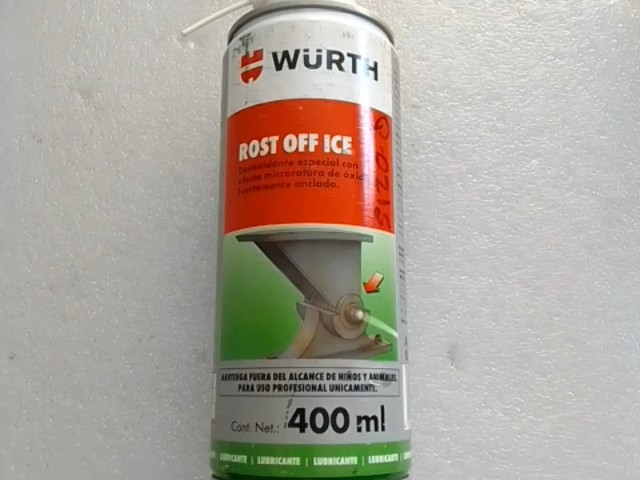 WÜRTH
ROST OFF ICE
Desoxidante especial con
efecto microrotura de óxido
fuertemente anclado.
MANTENGA FUERA DEL ALCANCE DE NIÑOS Y ANIMALES.
PARA USO PROFESIONAL UNICAMENTE.
Cont. Net.: 400 ml
LUBRICANTE | LUBRICANTE | LUBRICANTE | LUBRICANTE